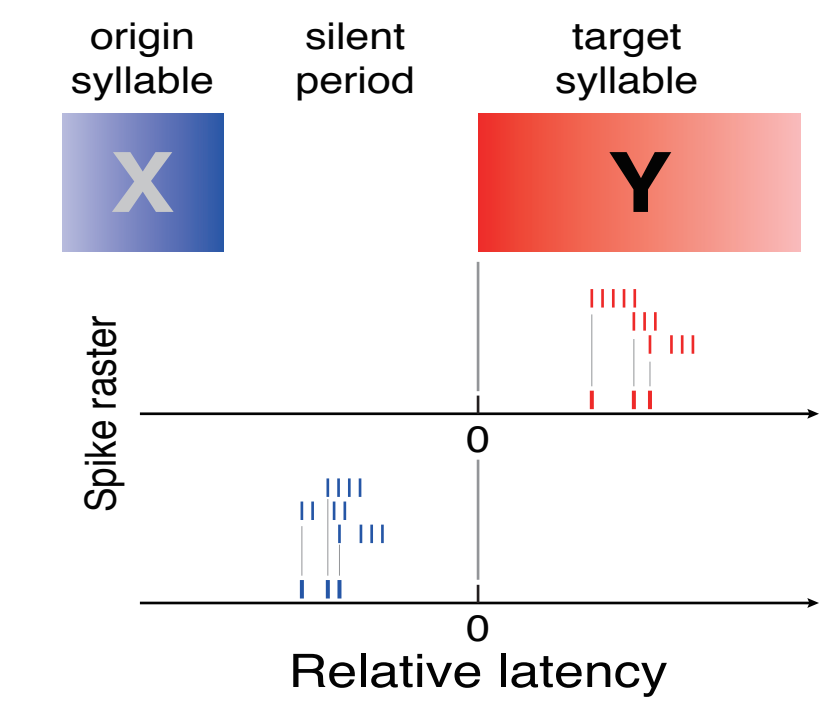 origin silent target
syllable period syllable
X Y
Spike raster
0
0
Relative latency